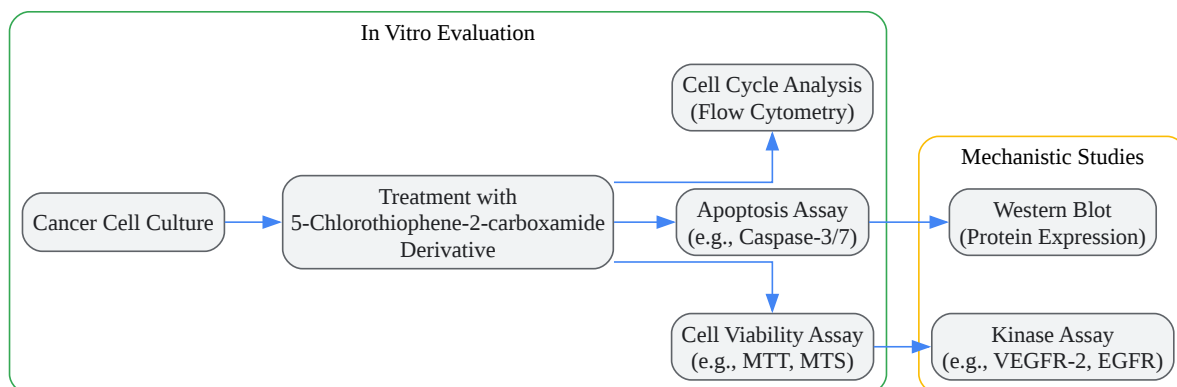 In Vitro Evaluation
Cell Cycle Analysis
(Flow Cytometry)
Mechanistic Studies
Cancer Cell Culture
Treatment with
5-Chlorothiophene-2-carboxamide
Derivative
Apoptosis Assay
(e.g., Caspase-3/7)
Western Blot
(Protein Expression)
Cell Viability Assay
(e.g., MTT, MTS)
Kinase Assay
(e.g., VEGFR-2, EGFR)